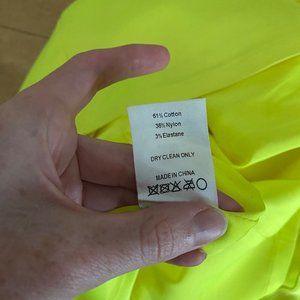 61% Cotton
36% Nylon
3% Elastane
DRY CLEAN ONLY
MADE IN CHINA